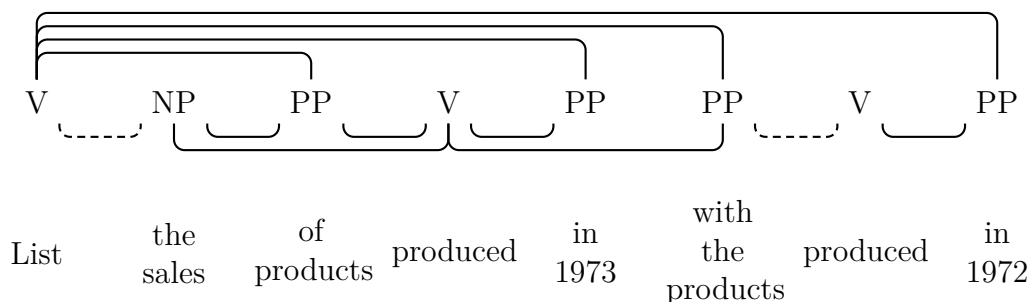 V NP PP V PP PP V PP
List the sales of products produced in 1973 with the products produced in 1972